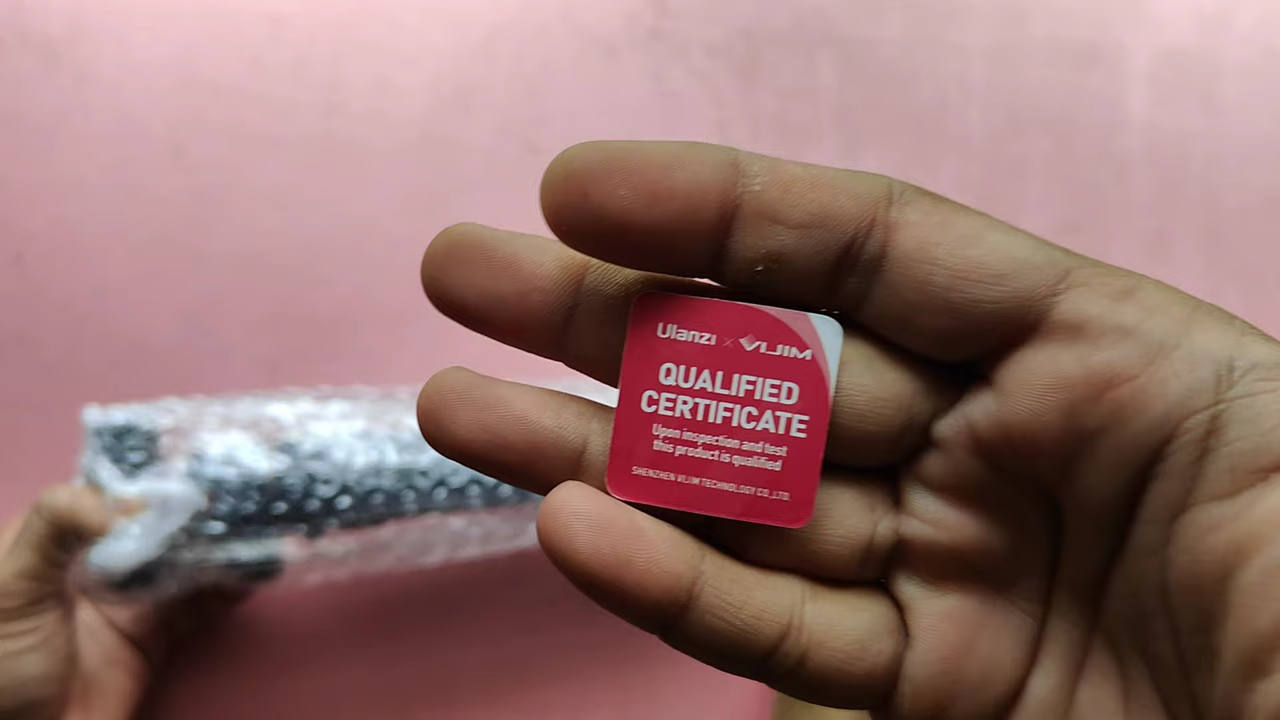 Ulanzi × VIJIM
QUALIFIED
CERTIFICATE
Upon inspection and test
this product is qualified
SHENZHEN VIJIM TECHNOLOGY CO.,LTD.